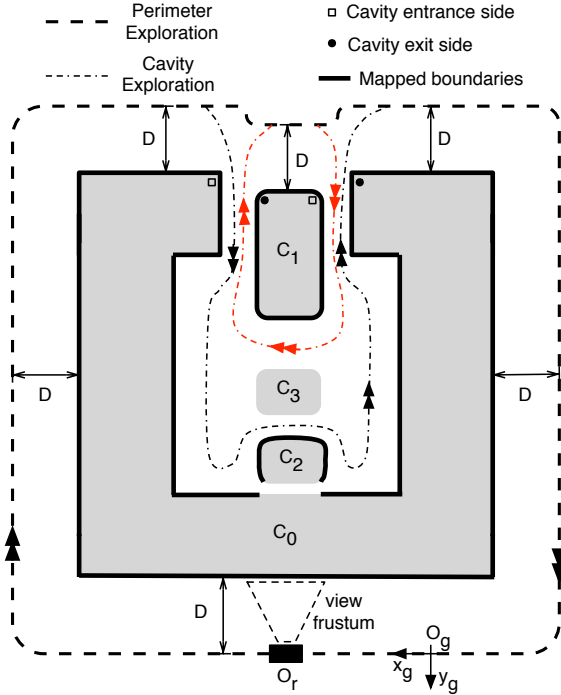 Perimeter
Exploration
Cavity entrance side
Cavity exit side
Cavity
Exploration
Mapped boundaries
D
D
D
C1
D
D
C3
C2
C0
D
view
frustum
Or
Og
xg
yg